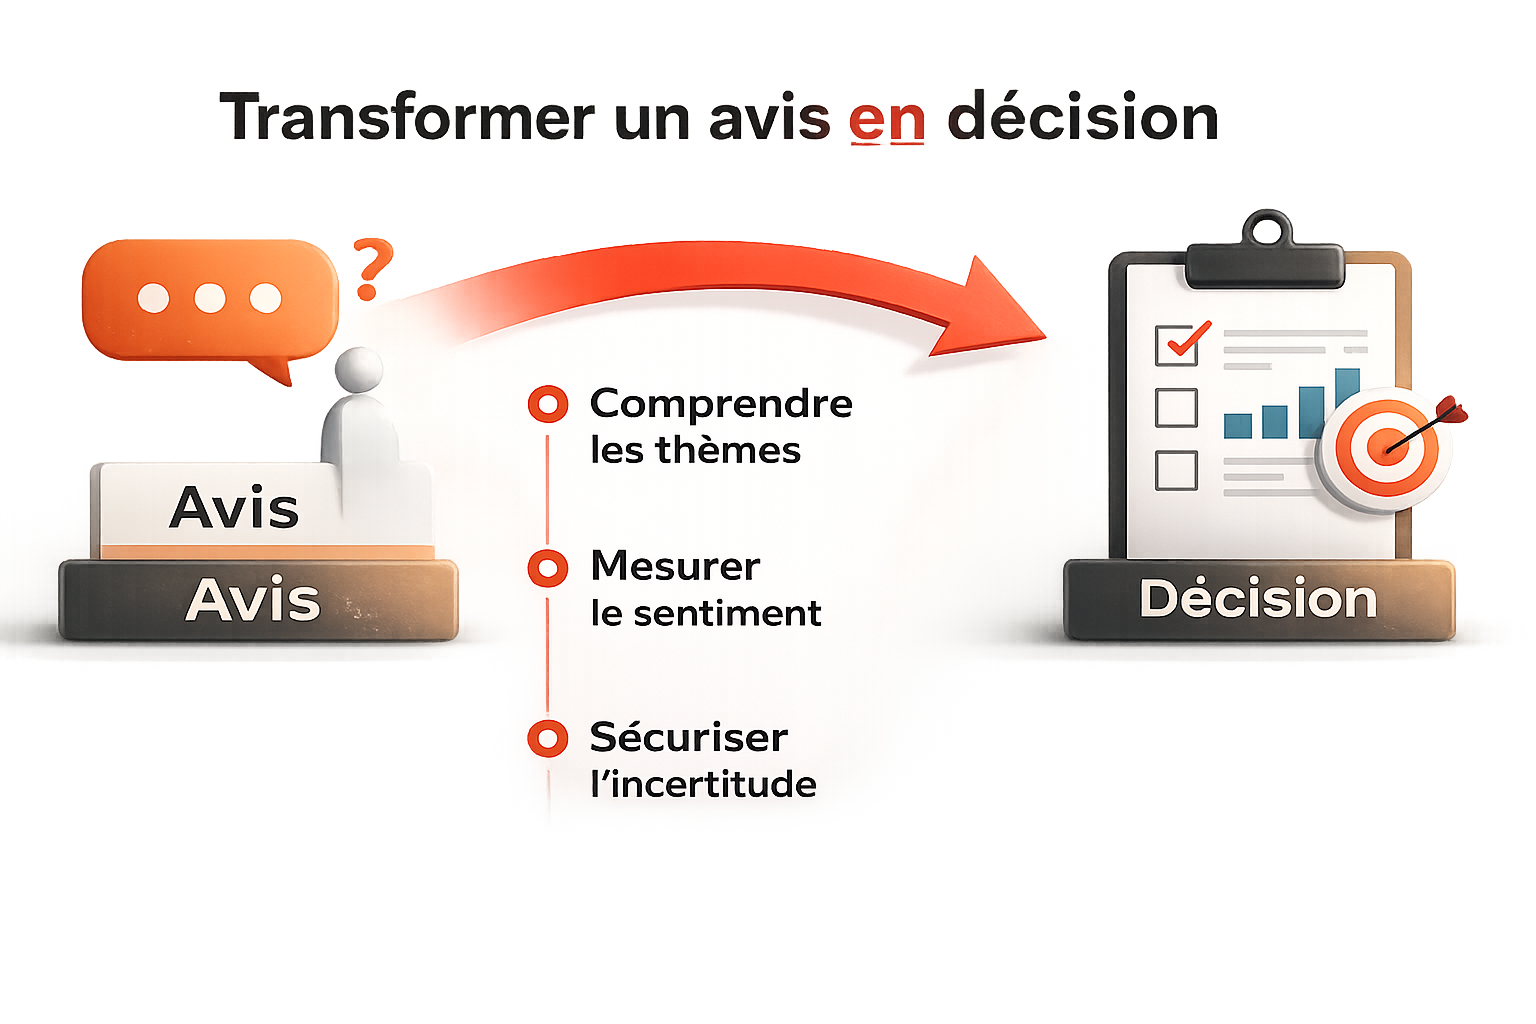 Transformer un avis en décision
?
Avis
Avis
Comprendre
les thèmes
Mesurer
le sentiment
Sécuriser
l’incertitude
Décision